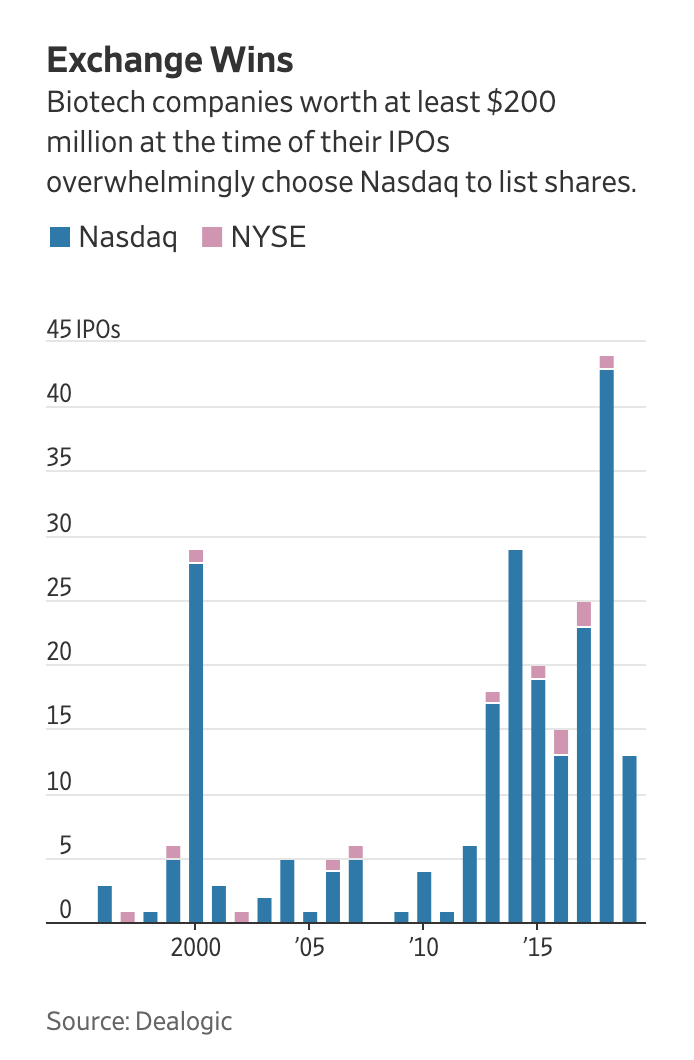 Exchange Wins
Biotech companies worth at least $200
million at the time of their IPOs
overwhelmingly choose Nasdaq to list shares.
Nasdaq NYSE
45 IPOs
40
35
30
25
20
15
10
5
0
2000 ’05 ’10 ’15
Source: Dealogic